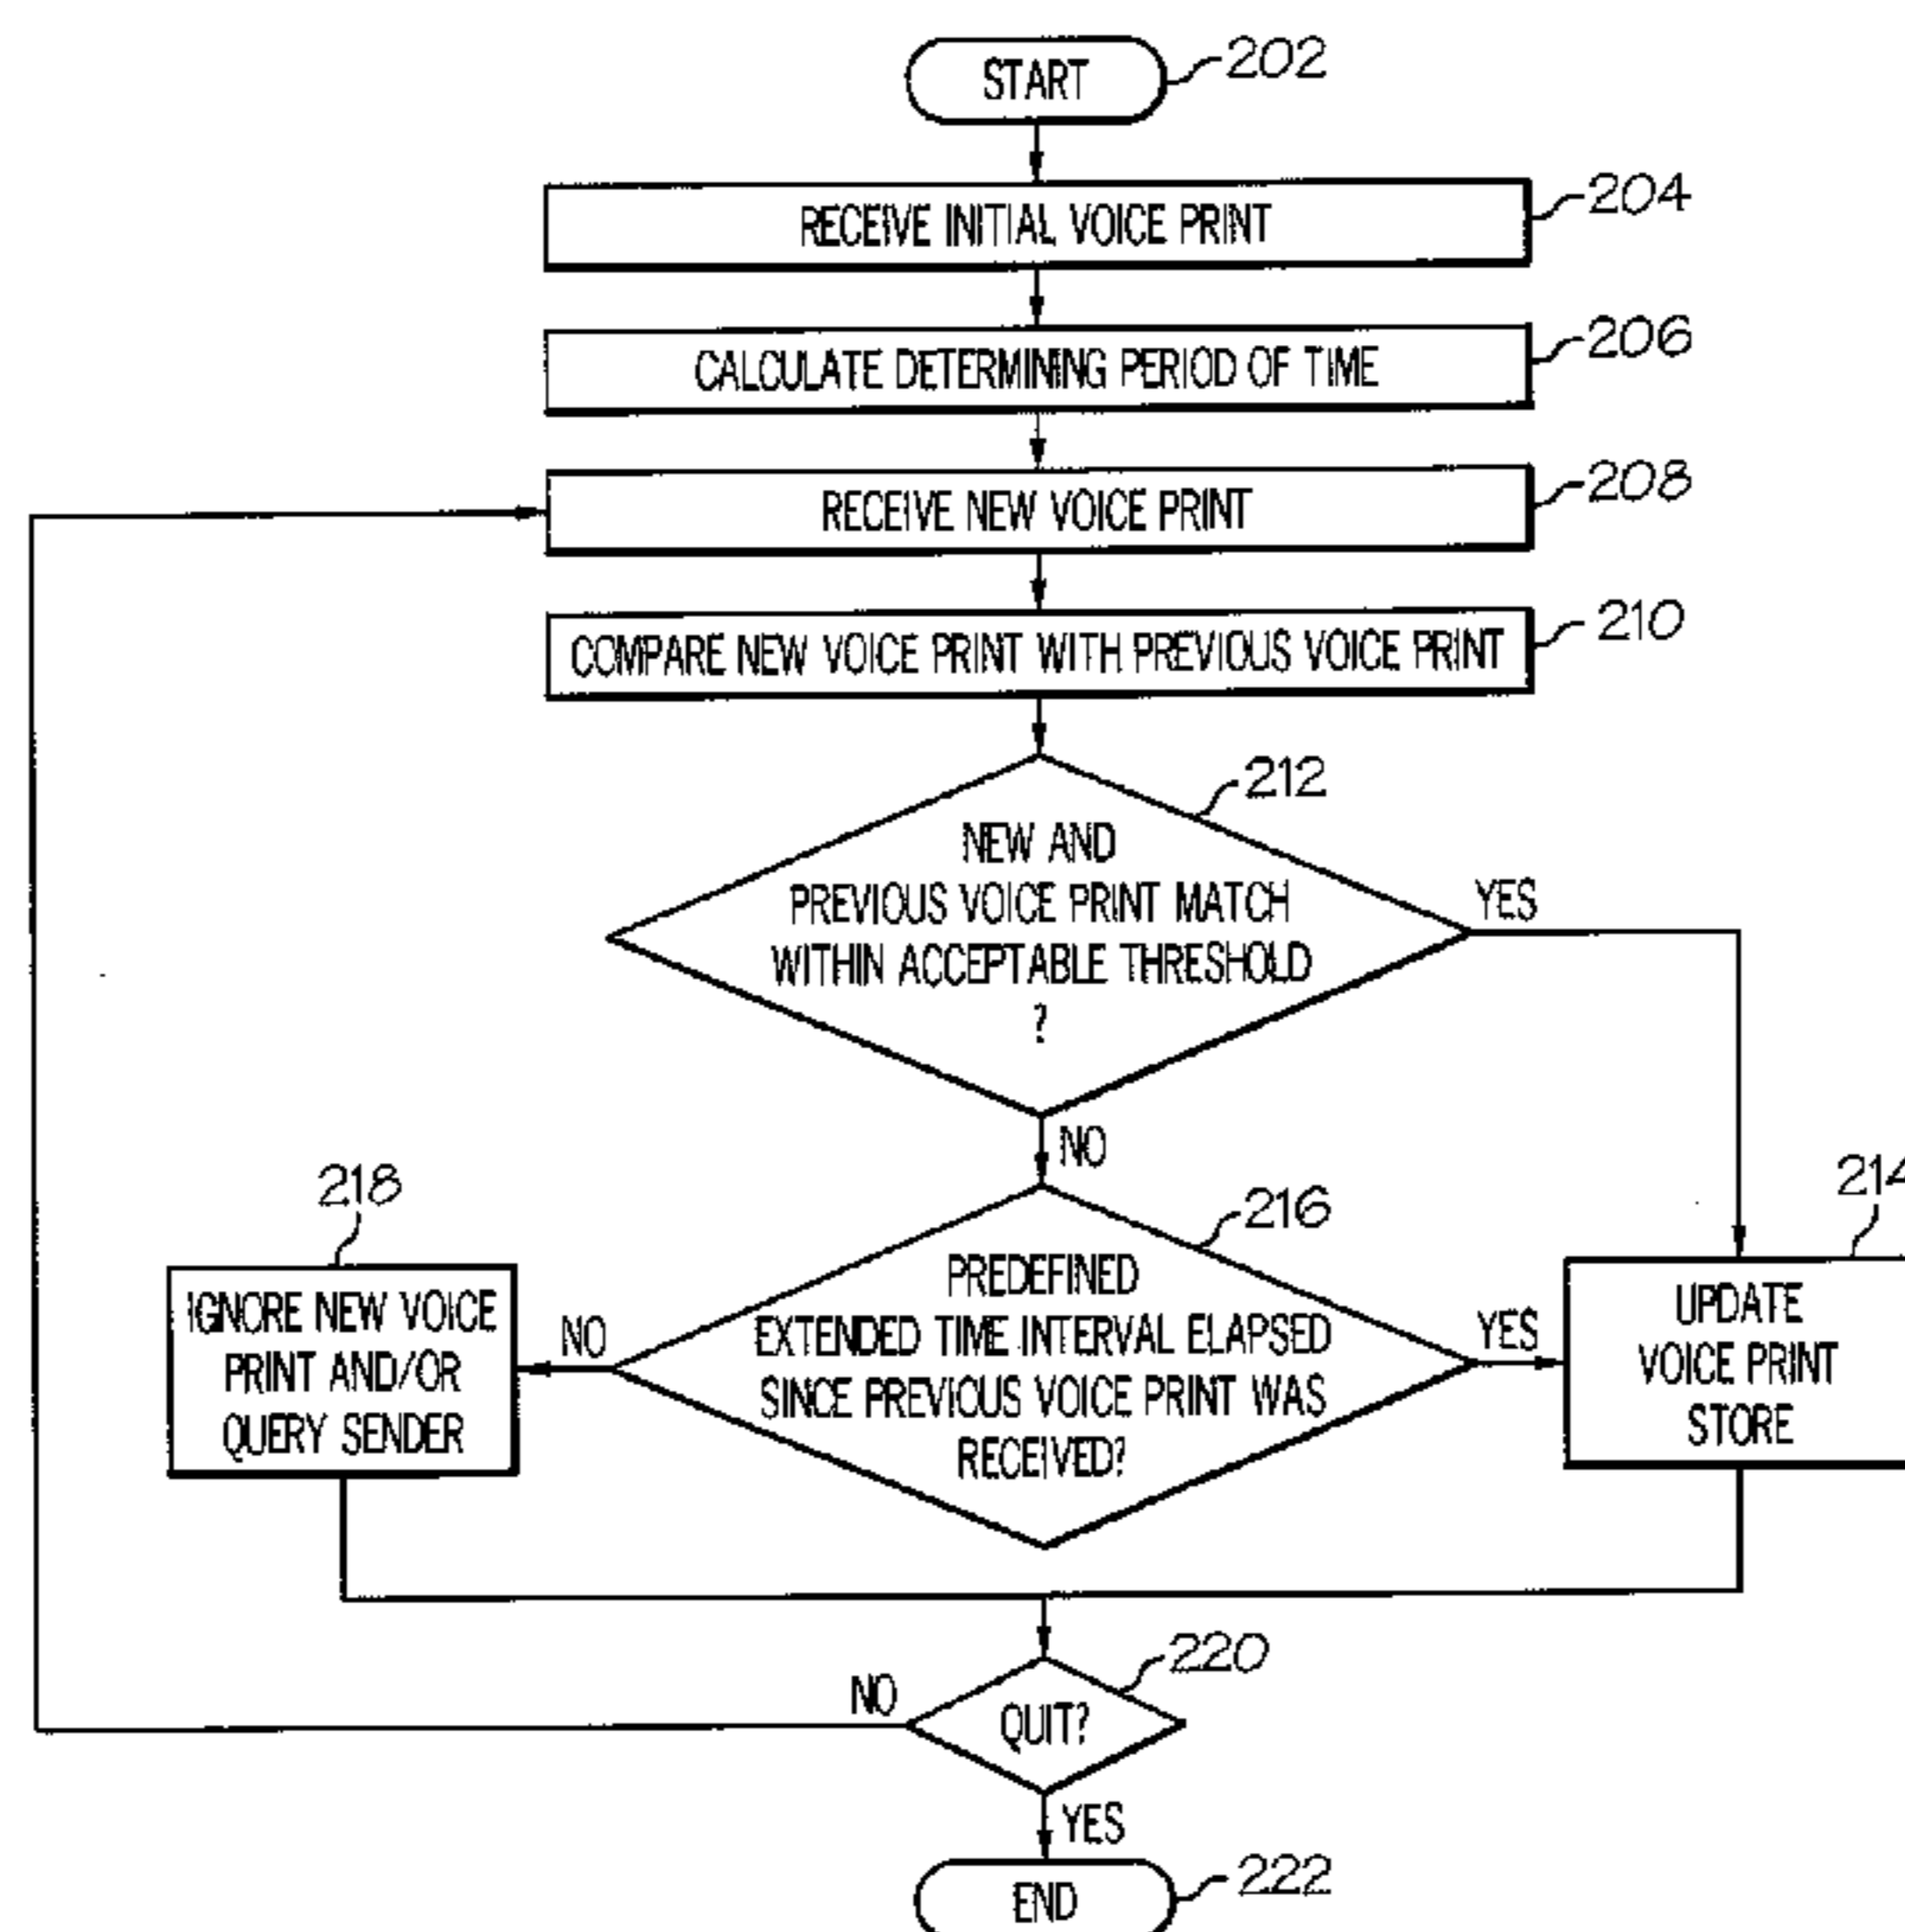 START
202
RECEIVE INITIAL VOICE PRINT
204
CALCULATE DETERMINING PERIOD OF TIME
206
RECEIVE NEW VOICE PRINT
208
COMPARE NEW VOICE PRINT WITH PREVIOUS VOICE PRINT
210
212
NEW AND
PREVIOUS VOICE PRINT MATCH
WITHIN ACCEPTABLE THRESHOLD
?
YES
NO
218
IGNORE NEW VOICE
PRINT AND/OR
QUERY SENDER
NO
216
PREDEFINED
EXTENDED TIME INTERVAL ELAPSED
SINCE PREVIOUS VOICE PRINT WAS
RECEIVED?
YES
214
UPDATE
VOICE PRINT
STORE
220
QUIT?
NO
YES
END
222